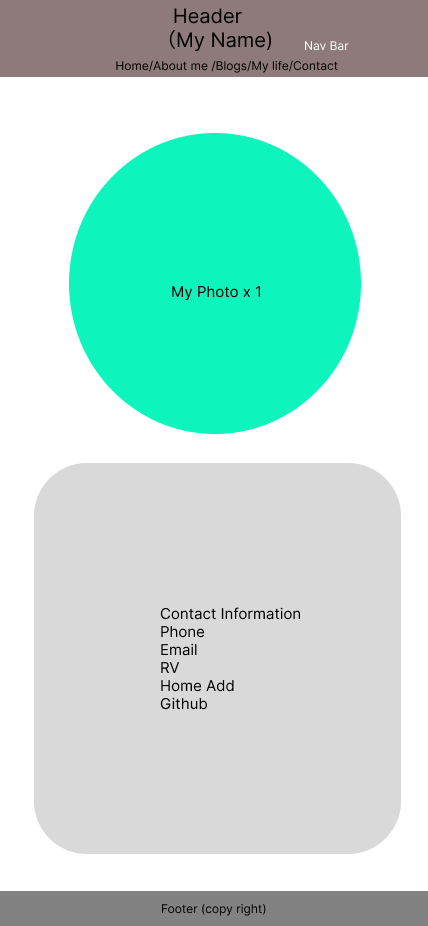 Header
(My Name)
Nav Bar
Home/About me /Blogs/My life/Contact
My Photo x 1
Contact Information
Phone
Email
RV
Home Add
Github
Footer (copy right)